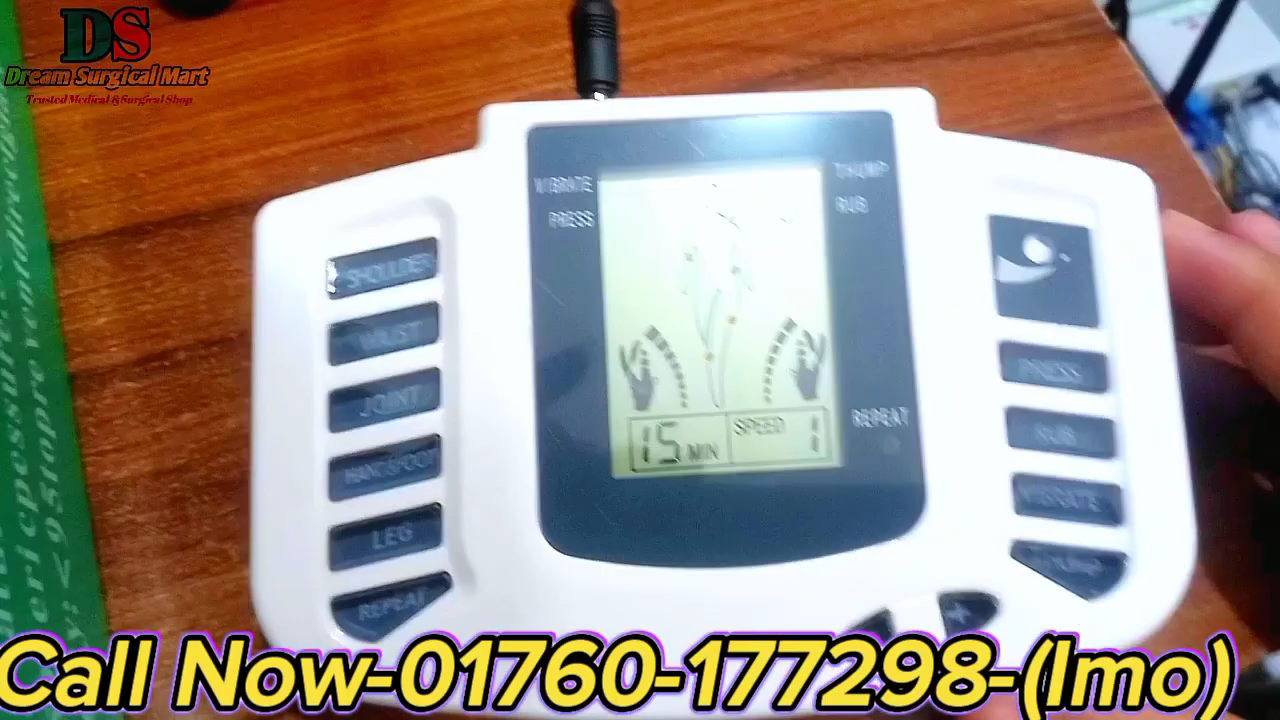 DS
Dream Surgical Mart
Trusted Medical & Surgical Shop
VIBRATE
PRESS
THUMP
RUB
SHOULDER
WAIST
JOINT
HAND&FOOT
LEG
REPEAT
15 MIN
SPEED 1
REPEAT
PRESS
RUB
VIBRATE
THUMP
+
Call Now-01760-177298-(Imo)